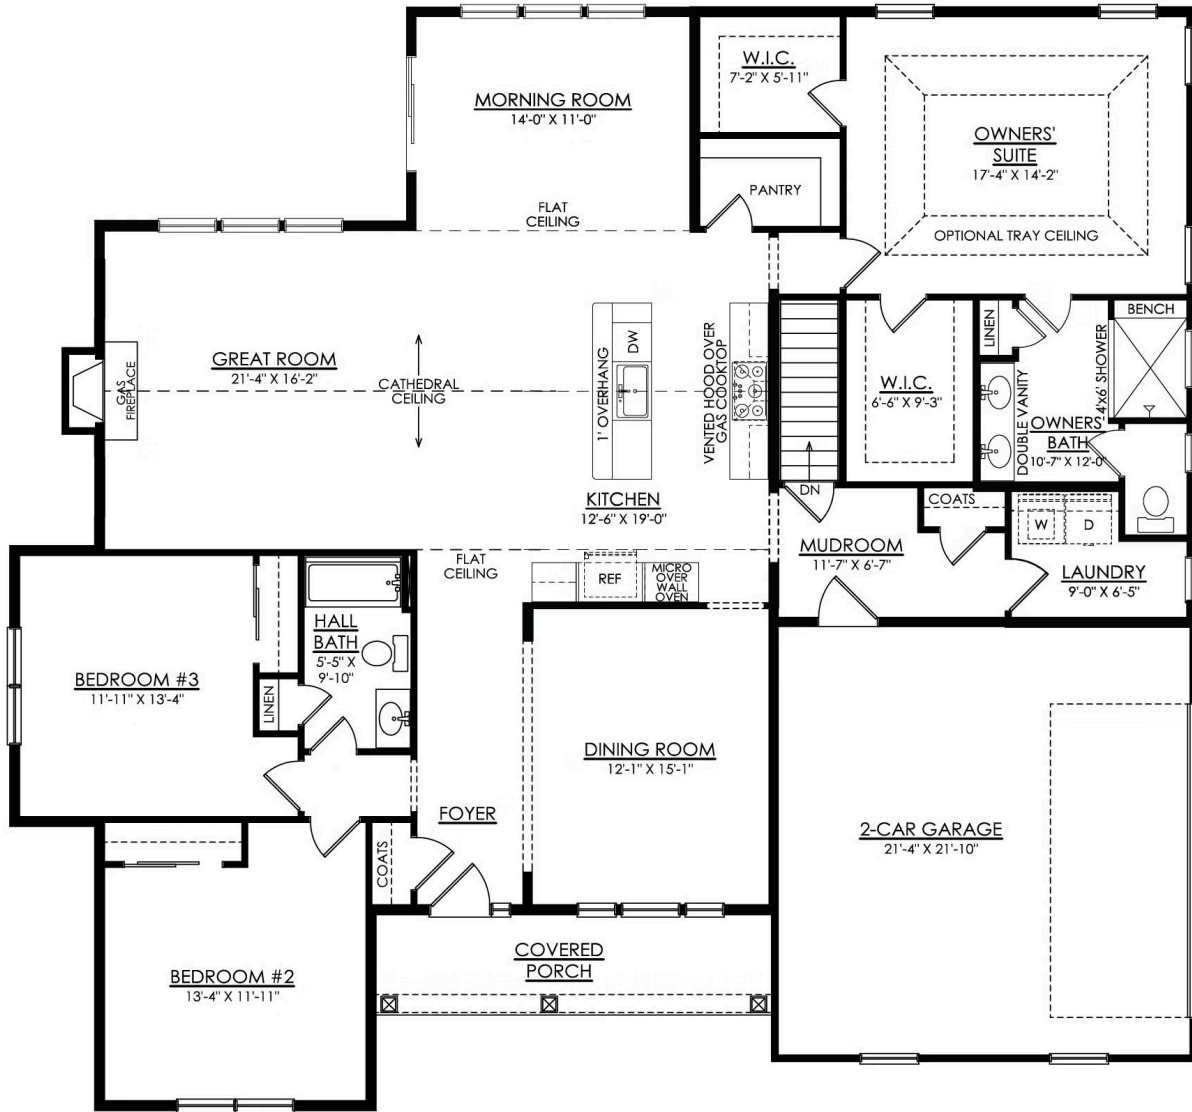 W.I.C.
7'-2" X 5'-11"
MORNING ROOM
14'-0" X 11'-0"
OWNERS'
SUITE
17'-4" X 14'-2"
PANTRY
FLAT
CEILING
OPTIONAL TRAY CEILING
BENCH
LINEN
DW
GREAT ROOM
21'-4" X 16'-2"
GAS
FIREPLACE
CATHEDRAL
CEILING
1' OVERHANG
VENTED HOOD OVER
GAS COOKTOP
W.I.C.
6'-6" X 9'-3"
DOUBLE VANITY
4'X6' SHOWER
OWNERS'
BATH
10'-7" X 12'-0"
KITCHEN
12'-6" X 19'-0"
DN
COATS
W
D
MUDROOM
11'-7" X 6'-7"
LAUNDRY
9'-0" X 6'-5"
FLAT
CEILING
REF
MICRO
OVER
WALL
OVEN
HALL
BATH
5'-5" X
9'-10"
BEDROOM #3
11'-11" X 13'-4"
LINEN
DINING ROOM
12'-1" X 15'-1"
FOYER
2-CAR GARAGE
21'-4" X 21'-10"
COATS
COVERED
PORCH
BEDROOM #2
13'-4" X 11'-11"